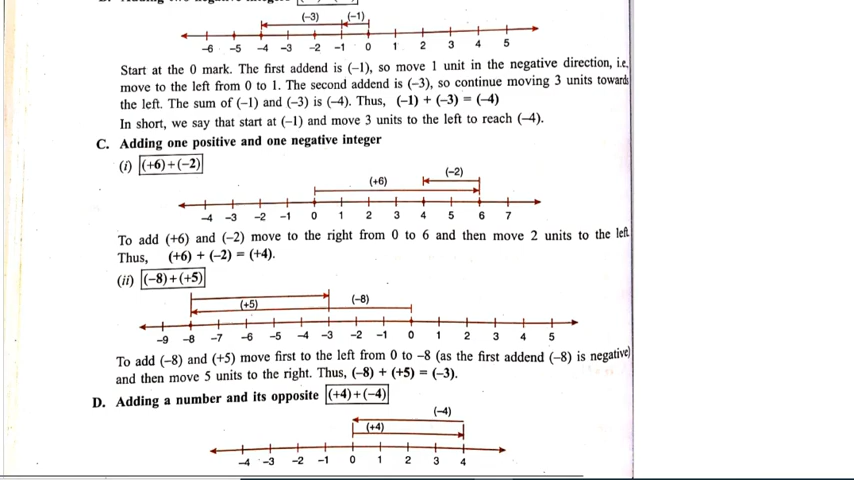 (–3) (–1)
–6 –5 –4 –3 –2 –1 0 1 2 3 4 5
Start at the 0 mark. The first addend is (–1), so move 1 unit in the negative direction, i.e.
move to the left from 0 to 1. The second addend is (–3), so continue moving 3 units towards
the left. The sum of (–1) and (–3) is (–4). Thus, (–1) + (–3) = (–4)
In short, we say that start at (–1) and move 3 units to the left to reach (–4).
C. Adding one positive and one negative integer
(i) (+6)+(–2)
(–2)
(+6)
–4 –3 –2 –1 0 1 2 3 4 5 6 7
To add (+6) and (–2) move to the right from 0 to 6 and then move 2 units to the left
Thus, (+6) + (–2) = (+4).
(ii) (–8)+(+5)
(+5) (–8)
–9 –8 –7 –6 –5 –4 –3 –2 –1 0 1 2 3 4 5
To add (–8) and (+5) move first to the left from 0 to –8 (as the first addend (–8) is negative)
and then move 5 units to the right. Thus, (–8) + (+5) = (–3).
D. Adding a number and its opposite (+4)+(–4)
(–4)
(+4)
–4 –3 –2 –1 0 1 2 3 4